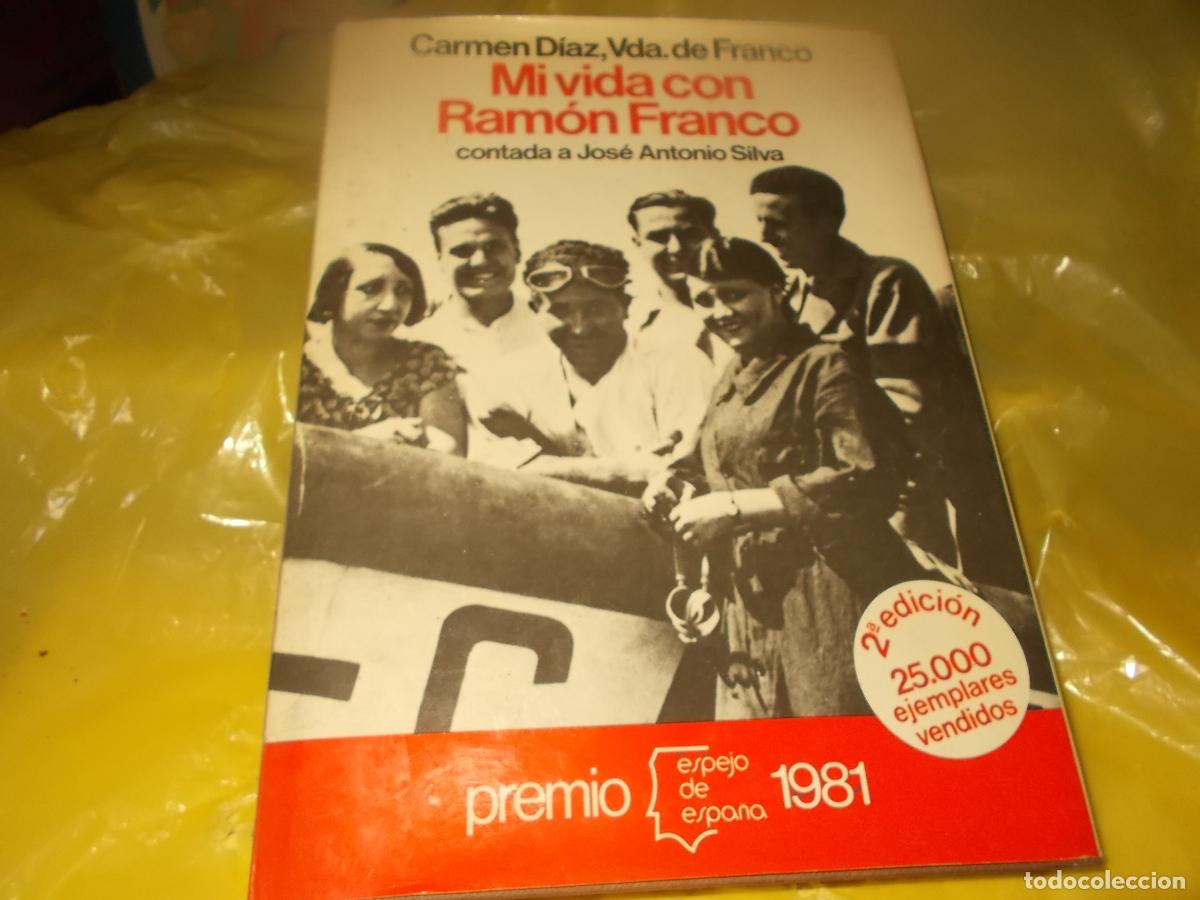 Carmen Díaz, Vda. de Franco
Mi vida con
Ramón Franco
contada a José Antonio Silva
2ª edición
25.000
ejemplares
vendidos
premio espejo de españa 1981
todocoleccion